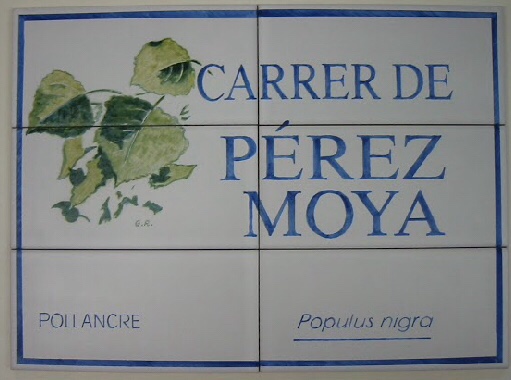 CARRER DE
PÉREZ
MOYA
G.R.
POLLANCRE
Populus nigra